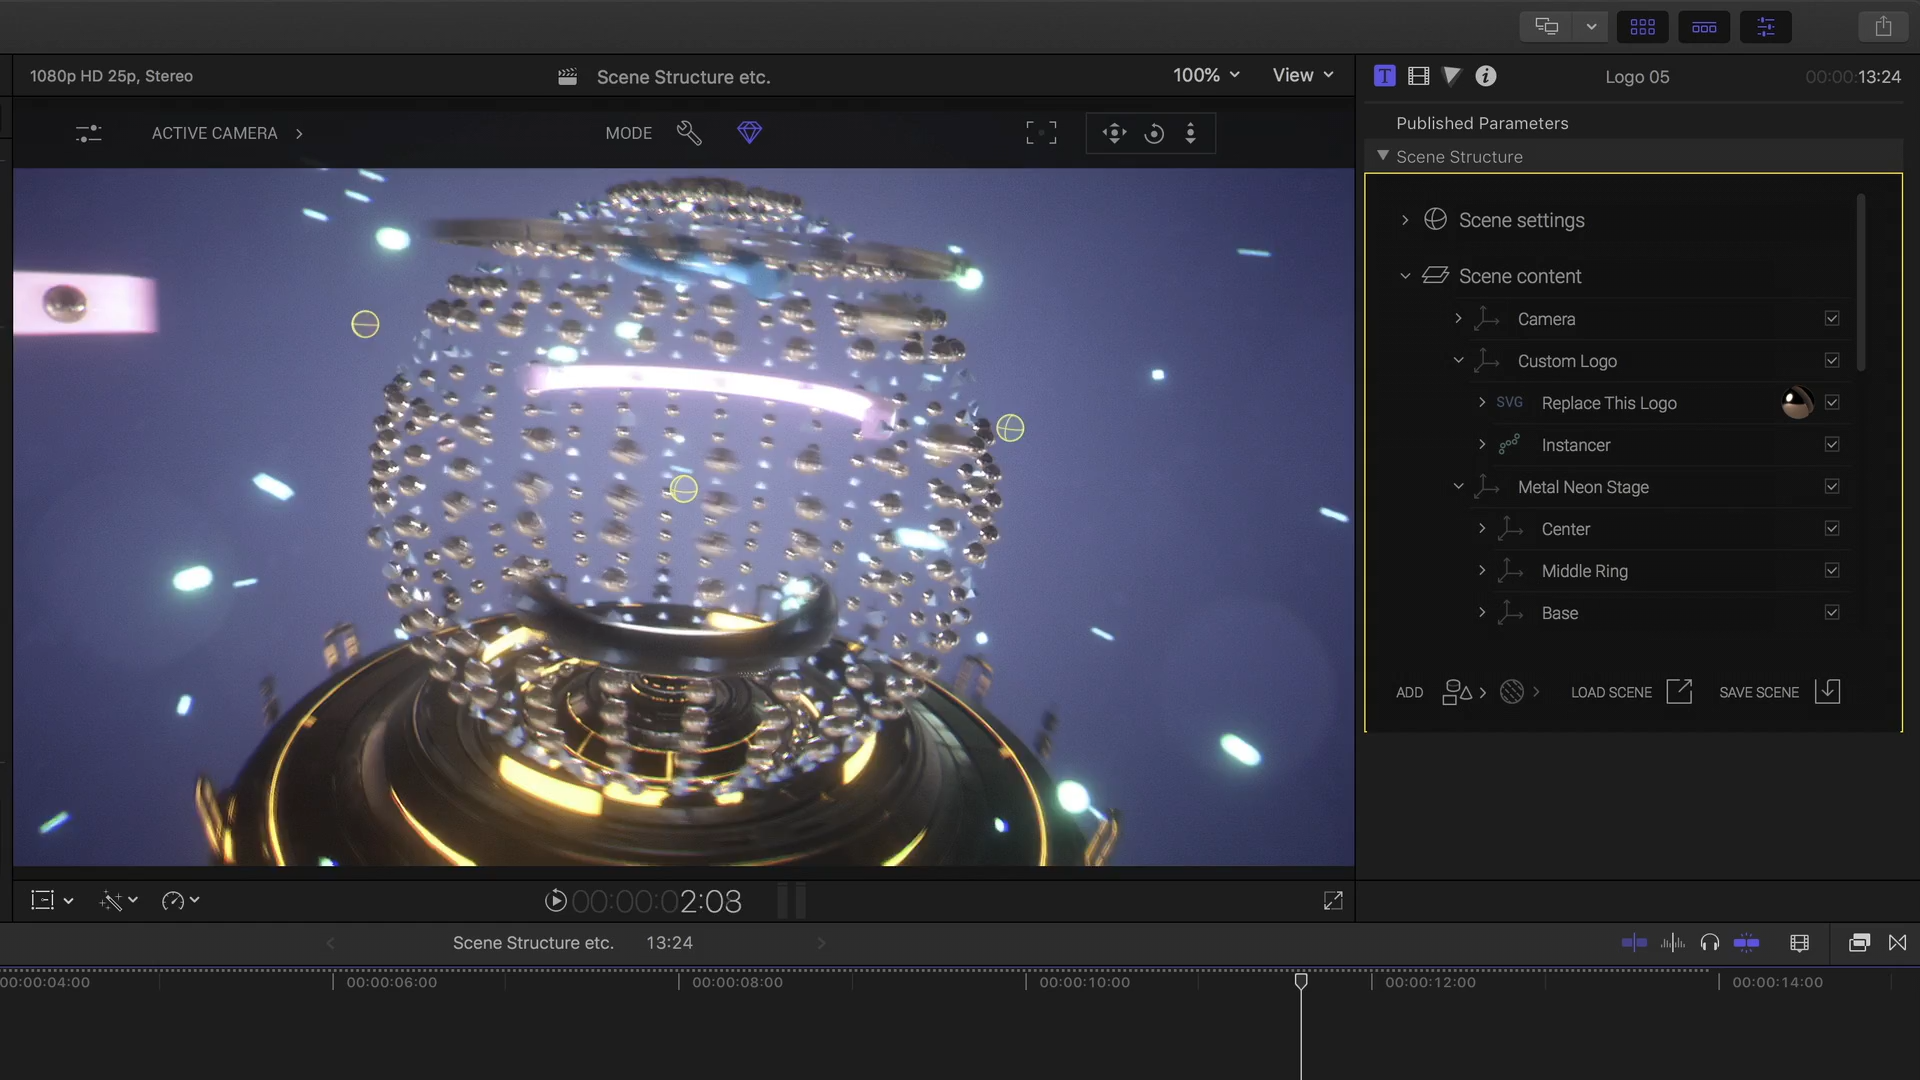 1080p HD 25p, Stereo
Scene Structure etc.
100%
View
T
i
Logo 05
00:00:13:24
ACTIVE CAMERA
MODE
Published Parameters
Scene Structure
Scene settings
Scene content
Camera
Custom Logo
SVG Replace This Logo
Instancer
Metal Neon Stage
Center
Middle Ring
Base
ADD
LOAD SCENE
SAVE SCENE
00:00:02:08
Scene Structure etc.
13:24
00:00:04:00
00:00:06:00
00:00:08:00
00:00:10:00
00:00:12:00
00:00:14:00